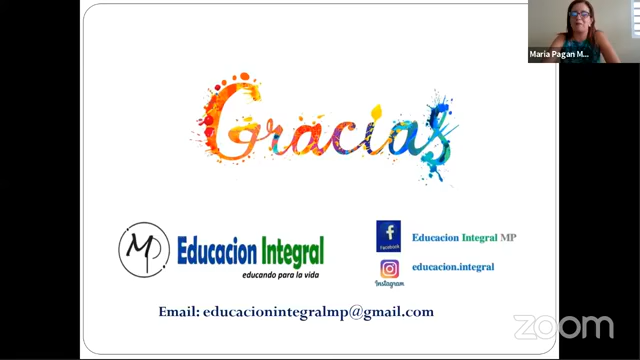 Maria Pagan M...
Gracias
MP
Educacion Integral
educando para la vida
Facebook
Educacion Integral MP
Instagram
educacion.integral
Email: educacionintegralmp@gmail.com
zoom